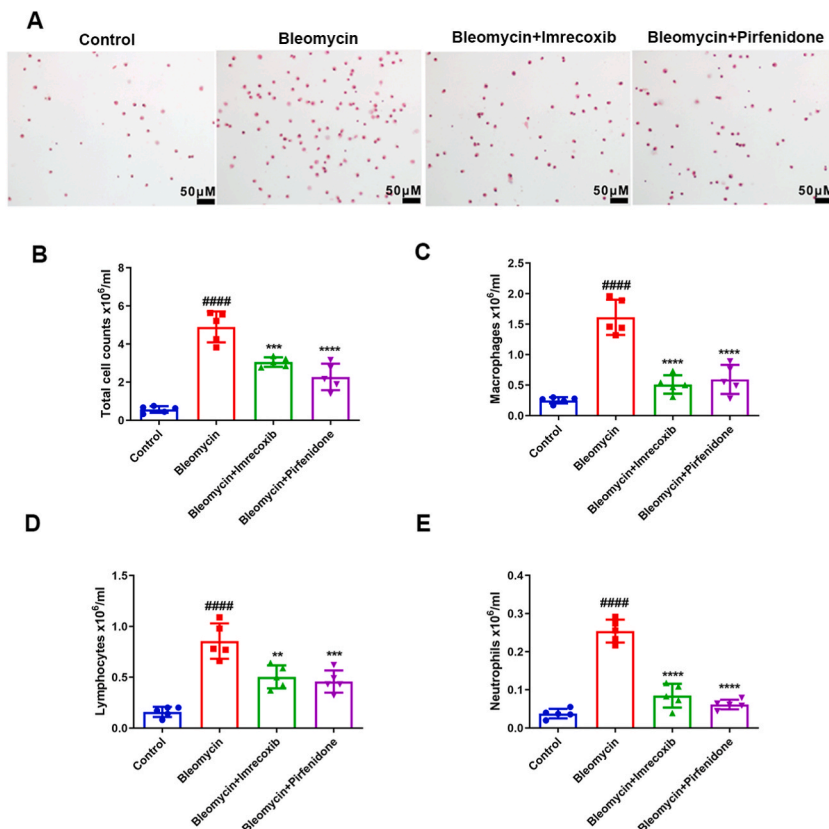 A
Control
Bleomycin
Bleomycin+Imrecoxib
Bleomycin+Pirfenidone
50μM
50μM
50μM
50μM
B
Total cell counts x10⁶/ml
8
6
4
2
0
####
***
****
Control
Bleomycin
Bleomycin+Imrecoxib
Bleomycin+Pirfenidone
C
Macrophages x10⁶/ml
2.5
2.0
1.5
1.0
0.5
0.0
####
****
****
Control
Bleomycin
Bleomycin+Imrecoxib
Bleomycin+Pirfenidone
D
Lymphocytes x10⁶/ml
1.5
1.0
0.5
0.0
####
**
***
Control
Bleomycin
Bleomycin+Imrecoxib
Bleomycin+Pirfenidone
E
Neutrophils x10⁶/ml
0.4
0.3
0.2
0.1
0.0
####
****
****
Control
Bleomycin
Bleomycin+Imrecoxib
Bleomycin+Pirfenidone